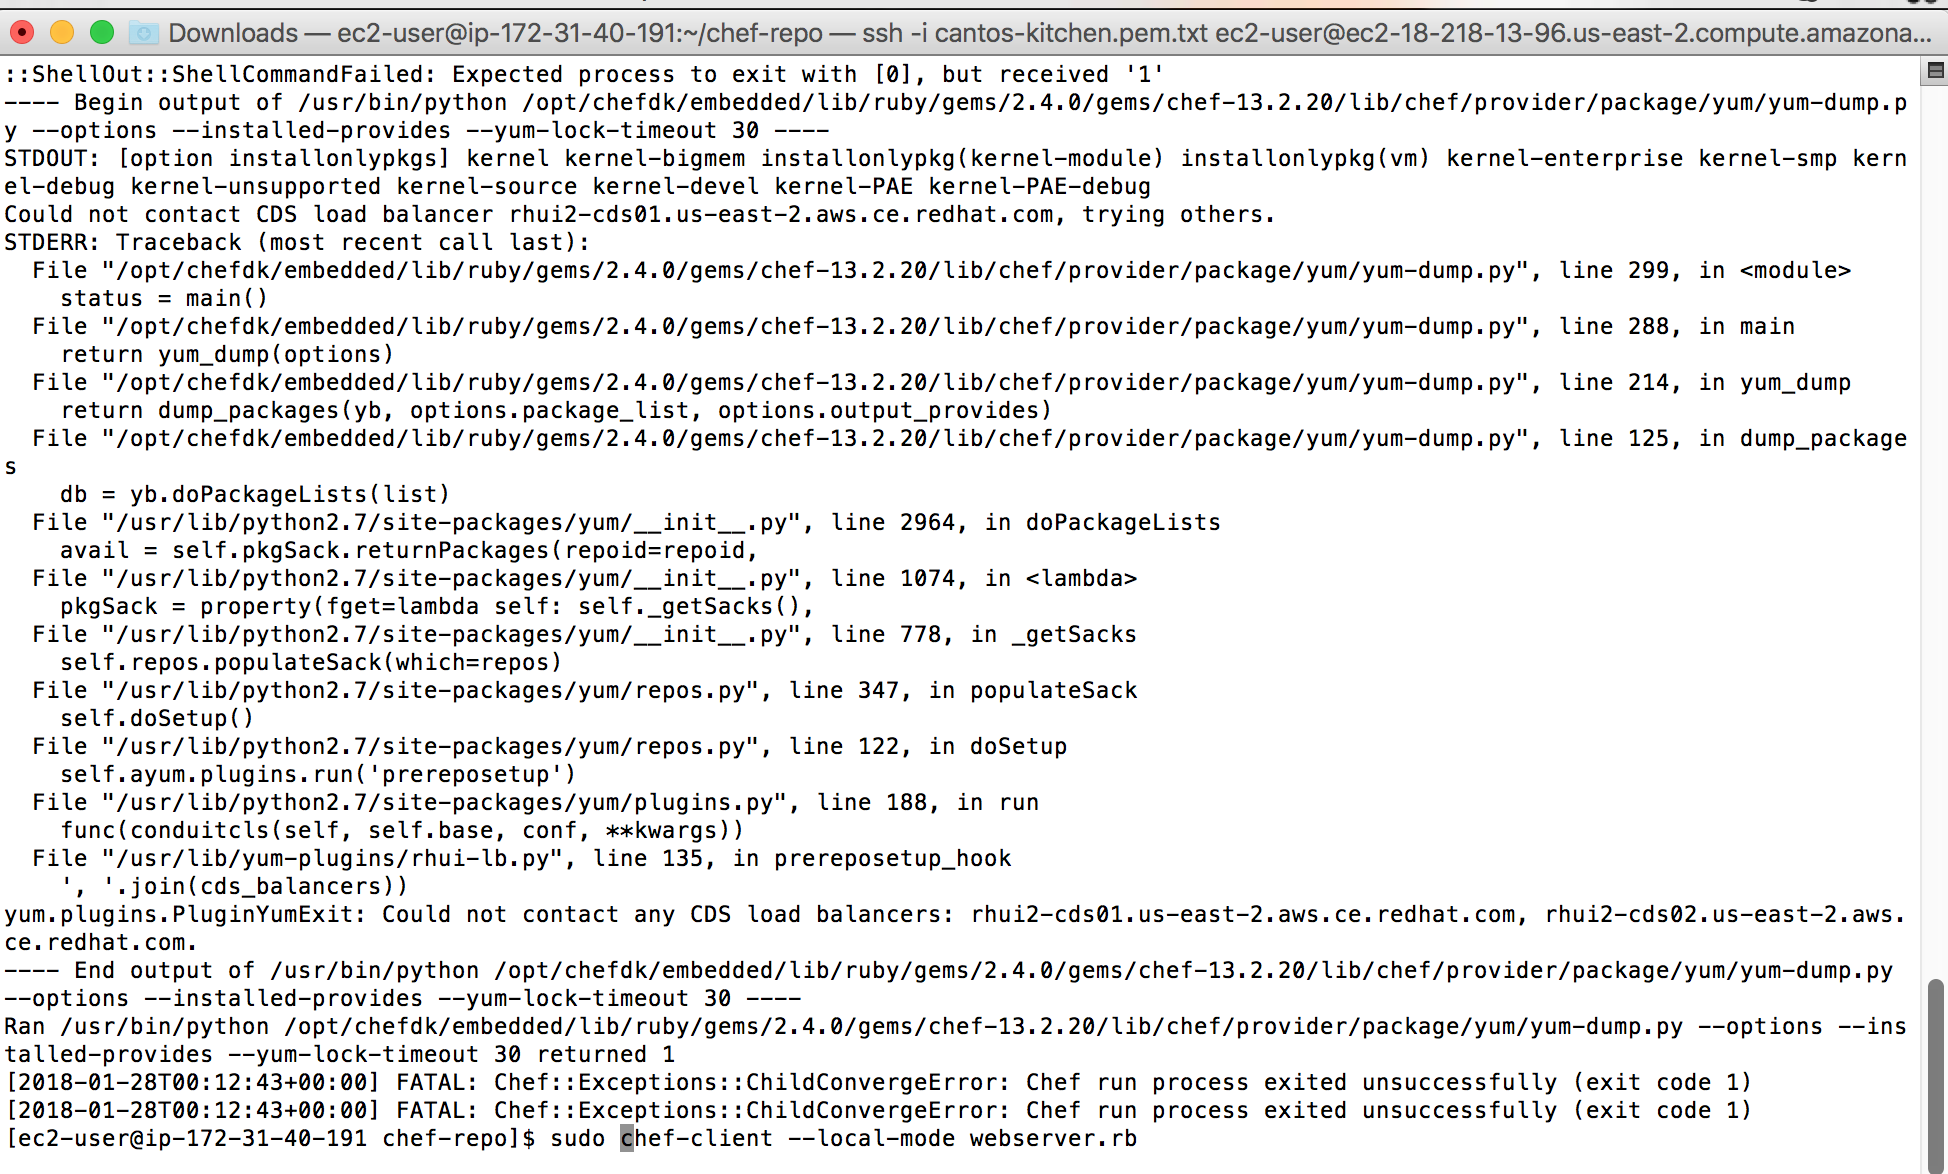 Downloads — ec2-user@ip-172-31-40-191:~/chef-repo — ssh -i cantos-kitchen.pem.txt ec2-user@ec2-18-218-13-96.us-east-2.compute.amazona...
::ShellOut::ShellCommandFailed: Expected process to exit with [0], but received '1'
---- Begin output of /usr/bin/python /opt/chefdk/embedded/lib/ruby/gems/2.4.0/gems/chef-13.2.20/lib/chef/provider/package/yum/yum-dump.p
y --options --installed-provides --yum-lock-timeout 30 ----
STDOUT: [option installonlypkgs] kernel kernel-bigmem installonlypkg(kernel-module) installonlypkg(vm) kernel-enterprise kernel-smp kern
el-debug kernel-unsupported kernel-source kernel-devel kernel-PAE kernel-PAE-debug
Could not contact CDS load balancer rhui2-cds01.us-east-2.aws.ce.redhat.com, trying others.
STDERR: Traceback (most recent call last):
  File "/opt/chefdk/embedded/lib/ruby/gems/2.4.0/gems/chef-13.2.20/lib/chef/provider/package/yum/yum-dump.py", line 299, in <module>
    status = main()
  File "/opt/chefdk/embedded/lib/ruby/gems/2.4.0/gems/chef-13.2.20/lib/chef/provider/package/yum/yum-dump.py", line 288, in main
    return yum_dump(options)
  File "/opt/chefdk/embedded/lib/ruby/gems/2.4.0/gems/chef-13.2.20/lib/chef/provider/package/yum/yum-dump.py", line 214, in yum_dump
    return dump_packages(yb, options.package_list, options.output_provides)
  File "/opt/chefdk/embedded/lib/ruby/gems/2.4.0/gems/chef-13.2.20/lib/chef/provider/package/yum/yum-dump.py", line 125, in dump_package
s
    db = yb.doPackageLists(list)
  File "/usr/lib/python2.7/site-packages/yum/__init__.py", line 2964, in doPackageLists
    avail = self.pkgSack.returnPackages(repoid=repoid,
  File "/usr/lib/python2.7/site-packages/yum/__init__.py", line 1074, in <lambda>
    pkgSack = property(fget=lambda self: self._getSacks(),
  File "/usr/lib/python2.7/site-packages/yum/__init__.py", line 778, in _getSacks
    self.repos.populateSack(which=repos)
  File "/usr/lib/python2.7/site-packages/yum/repos.py", line 347, in populateSack
    self.doSetup()
  File "/usr/lib/python2.7/site-packages/yum/repos.py", line 122, in doSetup
    self.ayum.plugins.run('prereposetup')
  File "/usr/lib/python2.7/site-packages/yum/plugins.py", line 188, in run
    func(conduitcls(self, self.base, conf, **kwargs))
  File "/usr/lib/yum-plugins/rhui-lb.py", line 135, in prereposetup_hook
    ', '.join(cds_balancers))
yum.plugins.PluginYumExit: Could not contact any CDS load balancers: rhui2-cds01.us-east-2.aws.ce.redhat.com, rhui2-cds02.us-east-2.aws.
ce.redhat.com.
---- End output of /usr/bin/python /opt/chefdk/embedded/lib/ruby/gems/2.4.0/gems/chef-13.2.20/lib/chef/provider/package/yum/yum-dump.py
--options --installed-provides --yum-lock-timeout 30 ----
Ran /usr/bin/python /opt/chefdk/embedded/lib/ruby/gems/2.4.0/gems/chef-13.2.20/lib/chef/provider/package/yum/yum-dump.py --options --ins
talled-provides --yum-lock-timeout 30 returned 1
[2018-01-28T00:12:43+00:00] FATAL: Chef::Exceptions::ChildConvergeError: Chef run process exited unsuccessfully (exit code 1)
[2018-01-28T00:12:43+00:00] FATAL: Chef::Exceptions::ChildConvergeError: Chef run process exited unsuccessfully (exit code 1)
[ec2-user@ip-172-31-40-191 chef-repo]$ sudo chef-client --local-mode webserver.rb